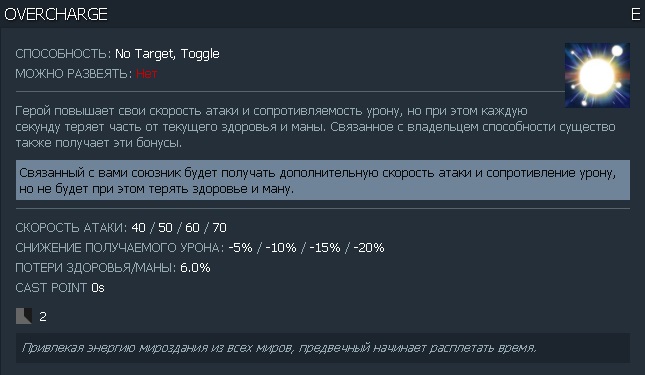 OVERCHARGE E
СПОСОБНОСТЬ: No Target, Toggle
МОЖНО РАЗВЕЯТЬ: Нет
Герой повышает свои скорость атаки и сопротивляемость урону, но при этом каждую
секунду теряет часть от текущего здоровья и маны. Связанное с владельцем способности существо
также получает эти бонусы.
Связанный с вами союзник будет получать дополнительную скорость атаки и сопротивление урону,
но не будет при этом терять здоровье и ману.
СКОРОСТЬ АТАКИ: 40 / 50 / 60 / 70
СНИЖЕНИЕ ПОЛУЧАЕМОГО УРОНА: -5% / -10% / -15% / -20%
ПОТЕРИ ЗДОРОВЬЯ/МАНЫ: 6.0%
CAST POINT 0s
2
Привлекая энергию мироздания из всех миров, предвечный начинает расплетать время.